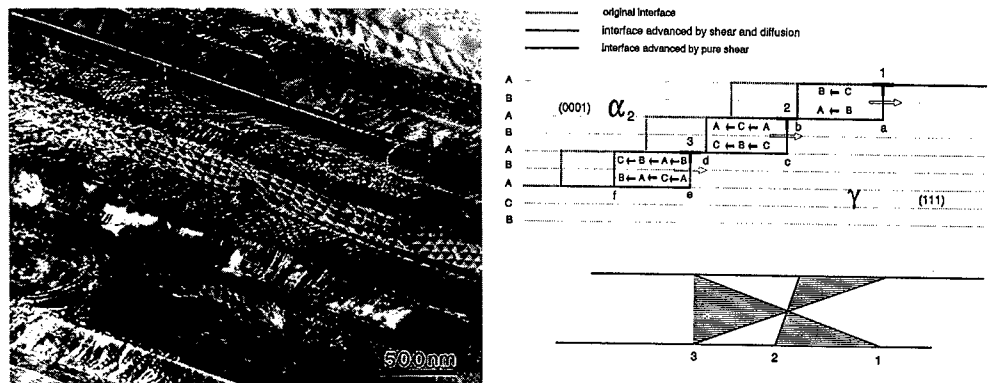 500nm
original interface
interface advanced by shear and diffusion
interface advanced by pure shear
A
B
A
B
A
B
A
C
B
(0001) α₂
1
B ← C
A ← B
a
2
b
A ← C ← A
C ← B ← C
c
3
d
C ← B ← A ← B
B ← A ← C ← A
e
f
γ (111)
3 2 1